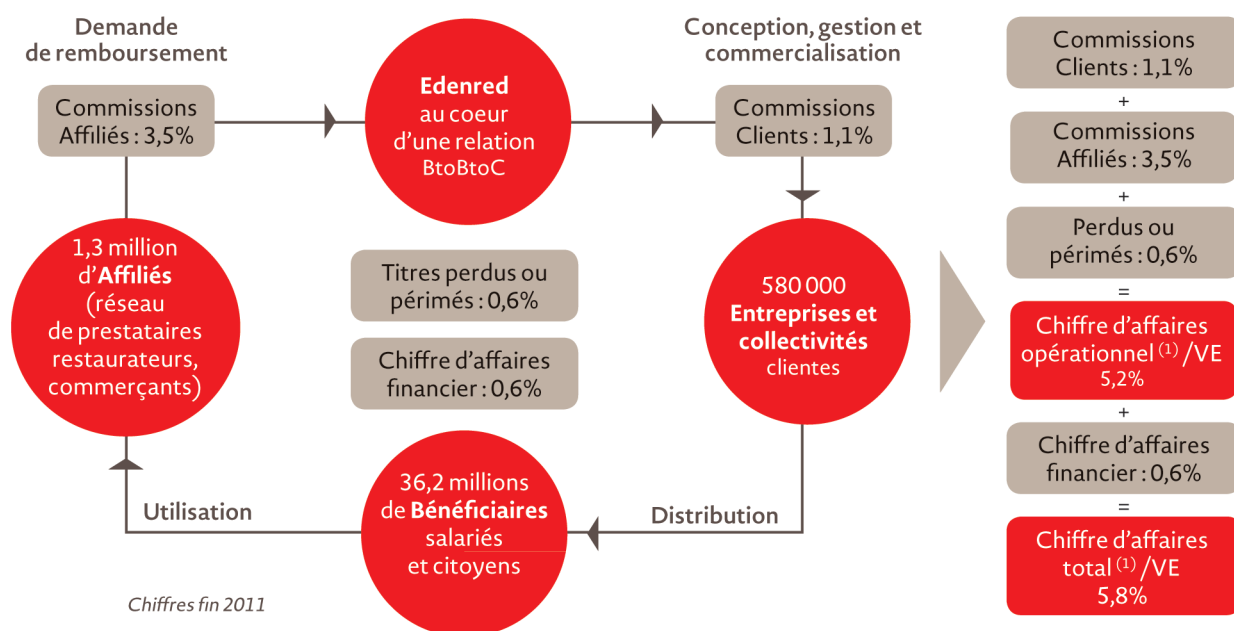 Demande
de remboursement
Commissions
Affiliés : 3,5%
Edenred
au coeur
d'une relation
BtoBtoC
Conception, gestion et
commercialisation
Commissions
Clients : 1,1%
1,3 million
d'Affiliés
(réseau
de prestataires
restaurateurs,
commerçants)
Titres perdus ou
périmés : 0,6%
Chiffre d'affaires
financier : 0,6%
580 000
Entreprises et
collectivités
clientes
Utilisation
36,2 millions
de Bénéficiaires
salariés
et citoyens
Distribution
Chiffres fin 2011
Commissions
Clients : 1,1%
+
Commissions
Affiliés : 3,5%
+
Perdus ou
périmés : 0,6%
=
Chiffre d'affaires
opérationnel (1) /VE
5,2%
+
Chiffre d'affaires
financier : 0,6%
=
Chiffre d'affaires
total (1) /VE
5,8%